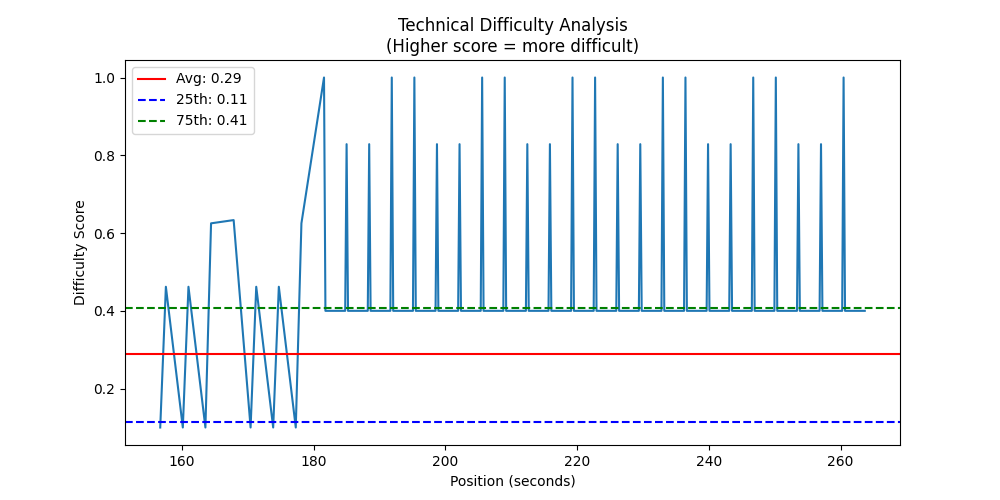 Technical Difficulty Analysis
(Higher score = more difficult)
Avg: 0.29
25th: 0.11
75th: 0.41
1.0
0.8
0.6
0.4
0.2
Difficulty Score
160 180 200 220 240 260
Position (seconds)